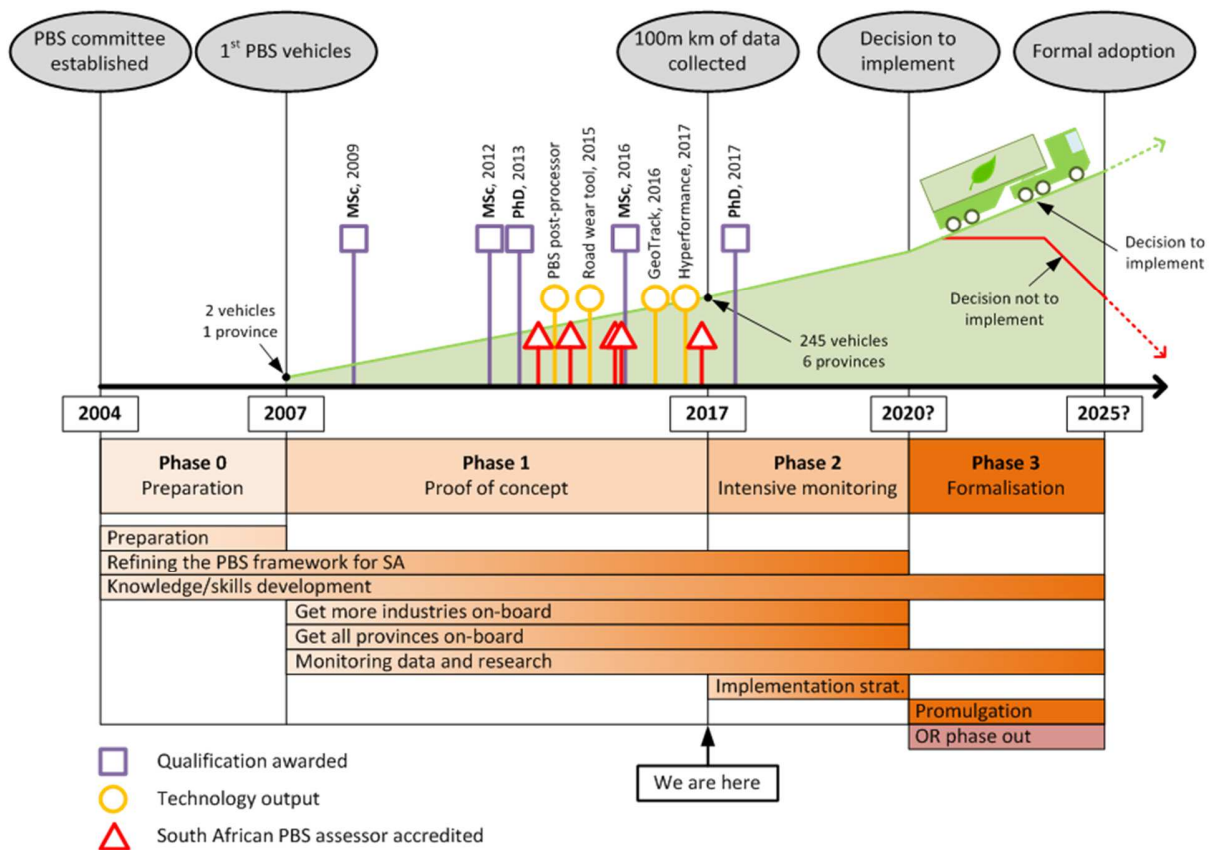 PBS committee
established
1st PBS vehicles
100m km of data
collected
Decision to
implement
Formal adoption
MSc, 2009
MSc, 2012
PhD, 2013
PBS post-processor
Road wear tool, 2015
MSc, 2016
GeoTrack, 2016
Hyperformance, 2017
PhD, 2017
2 vehicles
1 province
245 vehicles
6 provinces
Decision to
implement
Decision not to
implement
2004
2007
2017
2020?
2025?
Phase 0
Preparation
Phase 1
Proof of concept
Phase 2
Intensive monitoring
Phase 3
Formalisation
Preparation
Refining the PBS framework for SA
Knowledge/skills development
Get more industries on-board
Get all provinces on-board
Monitoring data and research
Implementation strat.
Promulgation
OR phase out
We are here
Qualification awarded
Technology output
South African PBS assessor accredited